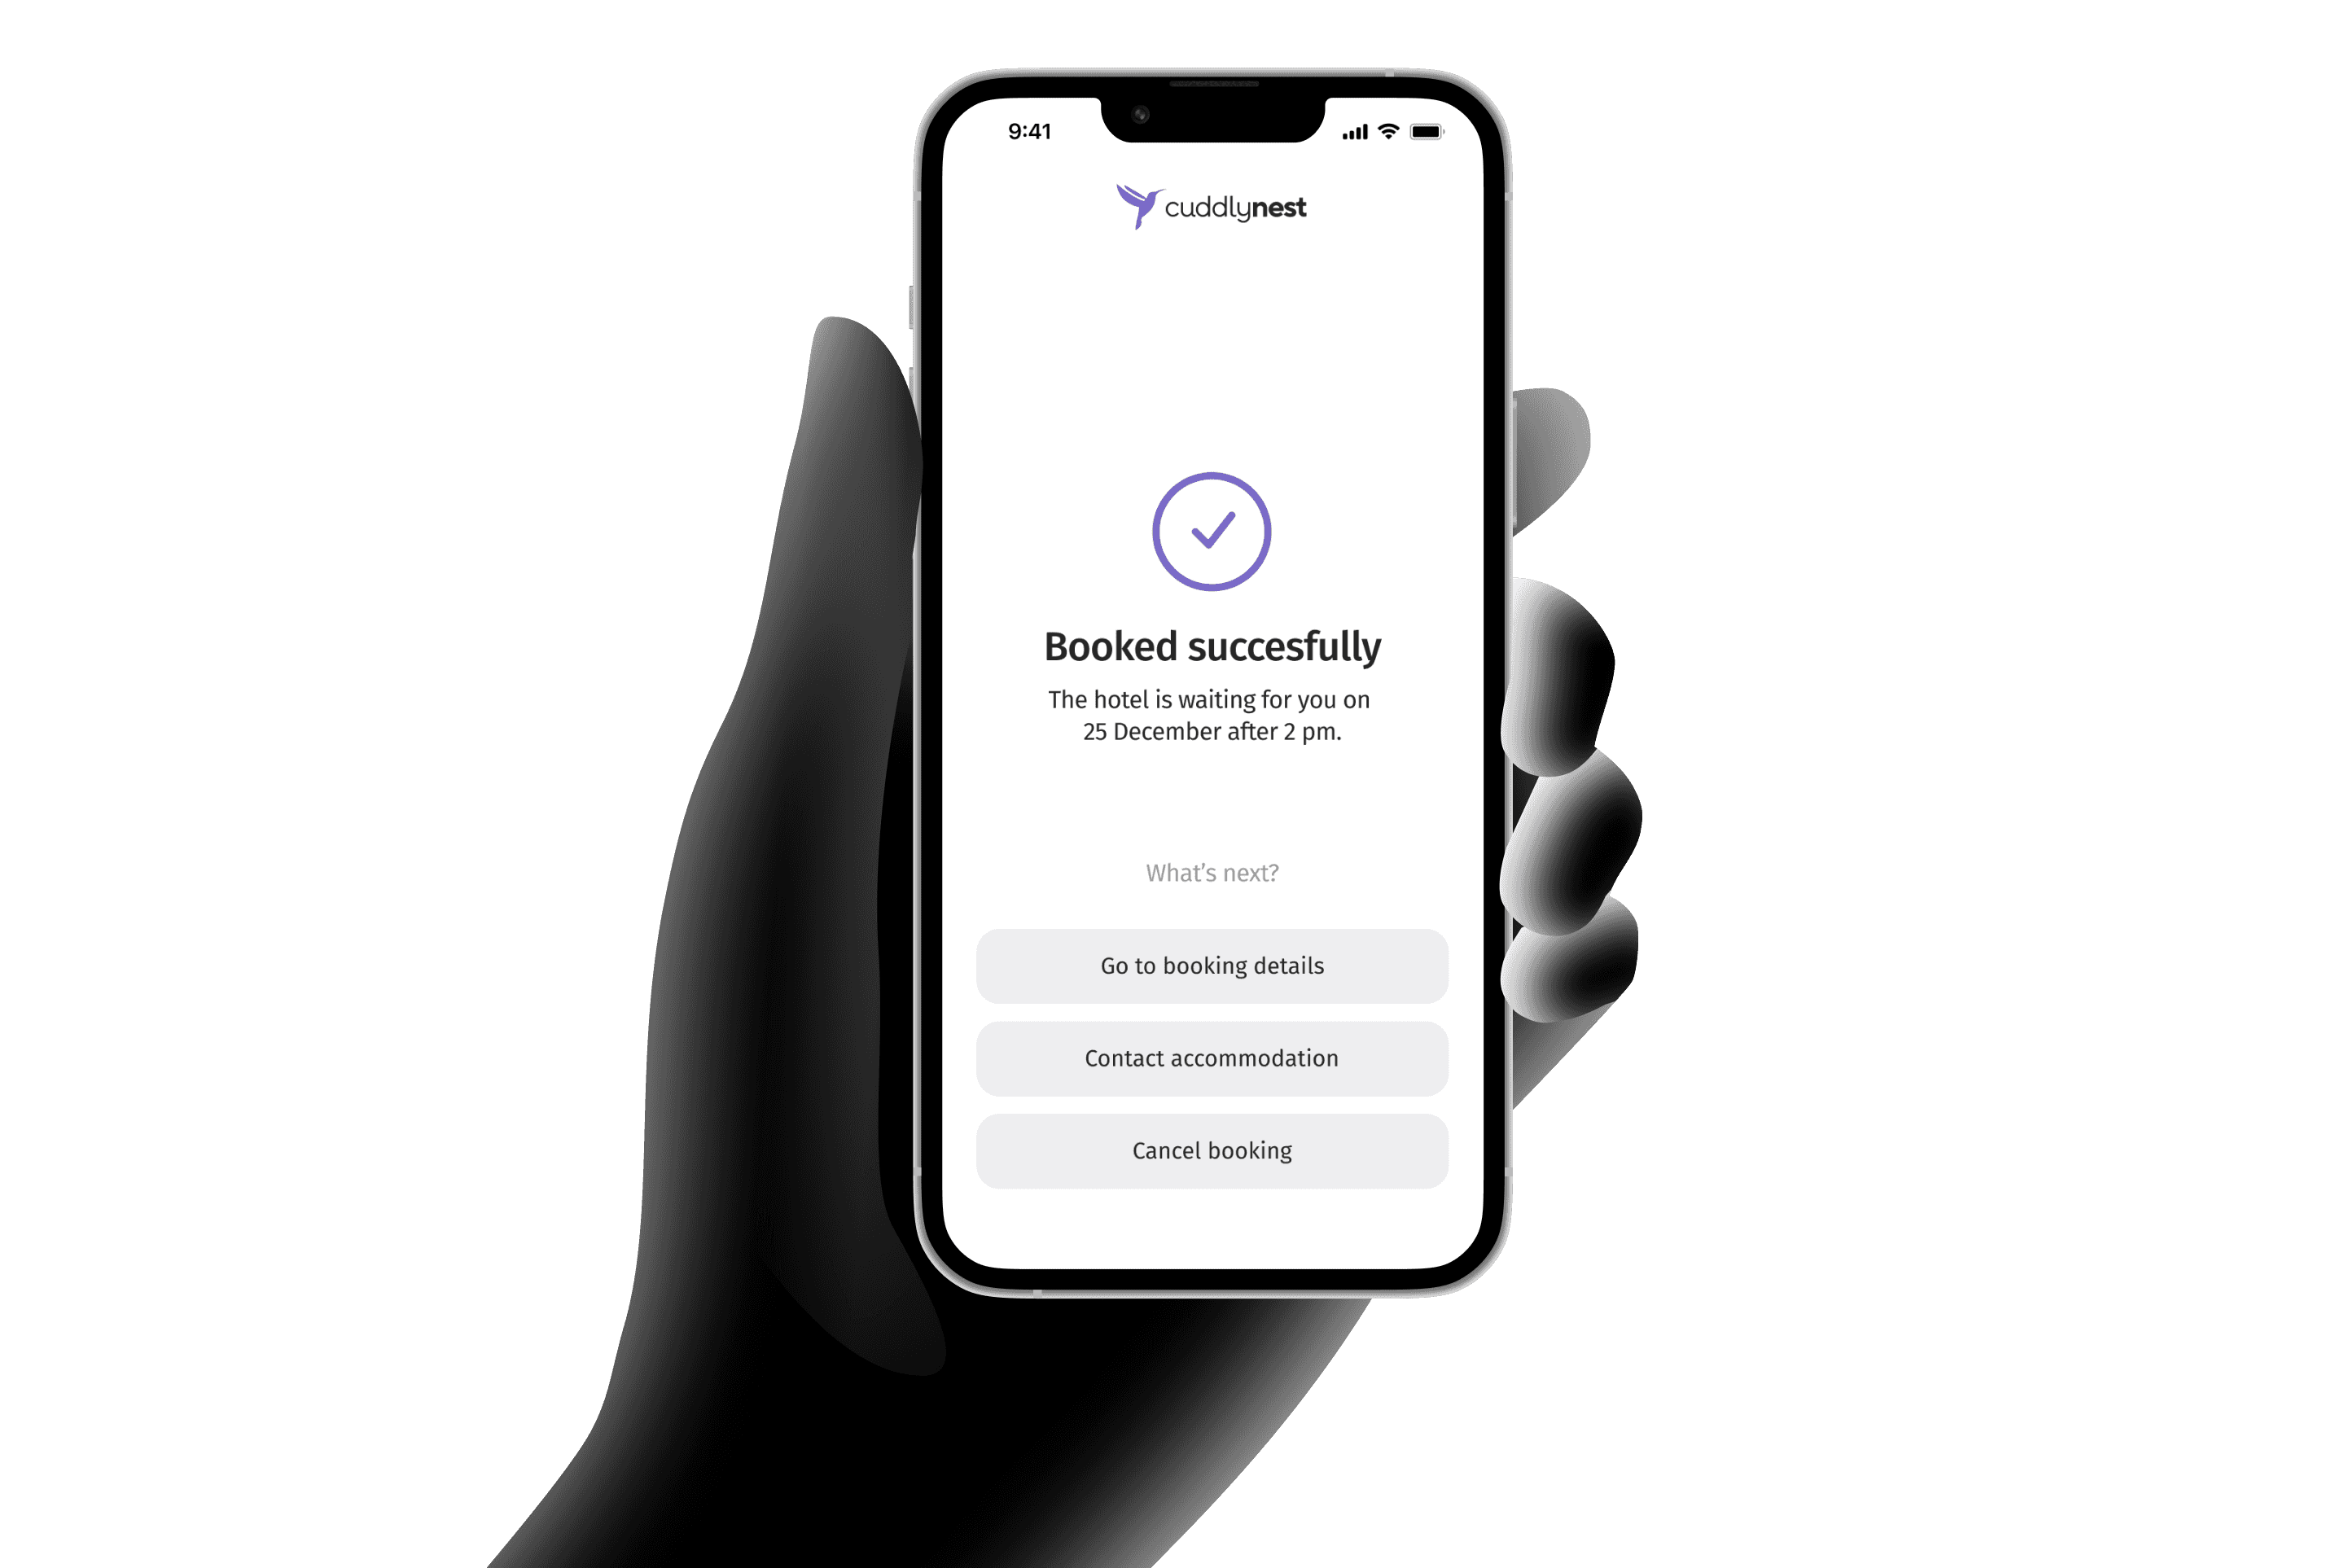 9:41
cuddlynest
Booked succesfully
The hotel is waiting for you on
25 December after 2 pm.
What’s next?
Go to booking details
Contact accommodation
Cancel booking